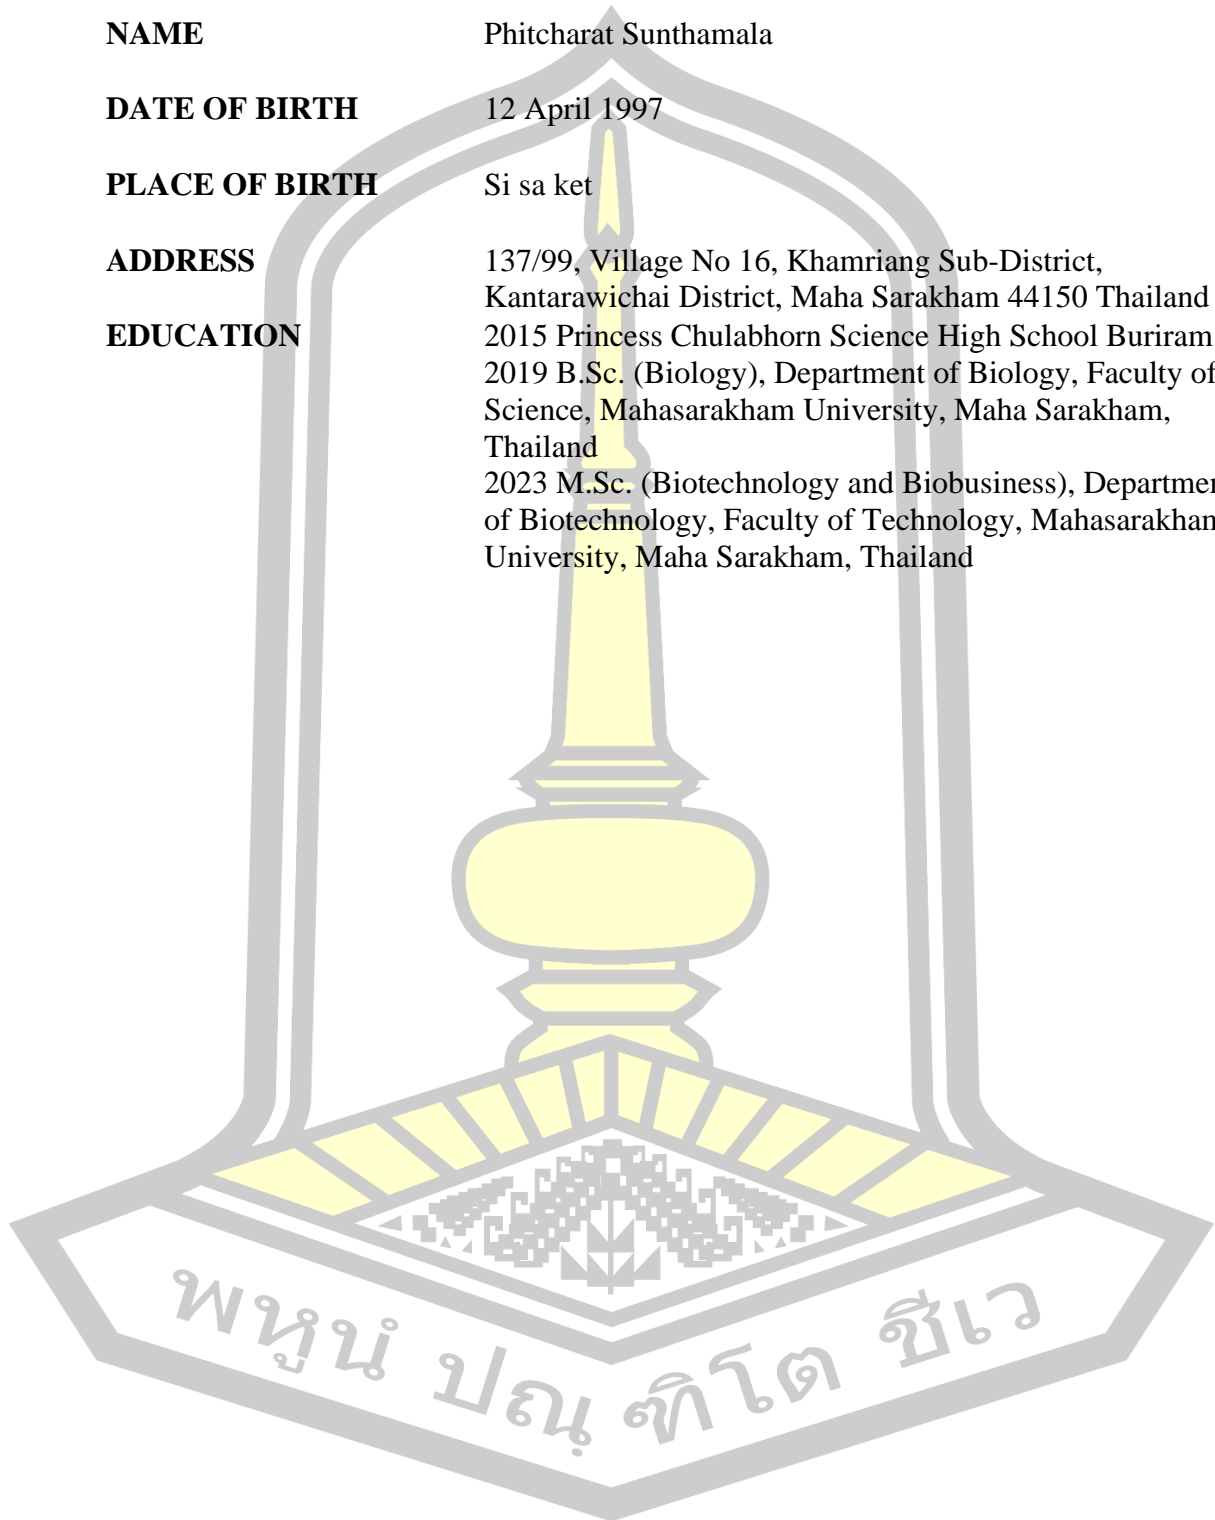 NAME Phitcharat Sunthamala
DATE OF BIRTH 12 April 1997
PLACE OF BIRTH Si sa ket
ADDRESS 137/99, Village No 16, Khamriang Sub-District,
Kantarawichai District, Maha Sarakham 44150 Thailand
EDUCATION 2015 Princess Chulabhorn Science High School Buriram
2019 B.Sc. (Biology), Department of Biology, Faculty of
Science, Mahasarakham University, Maha Sarakham,
Thailand
2023 M.Sc. (Biotechnology and Biobusiness),
of Biotechnology, Faculty of Technology,
University, Maha Sarakham, Thailand
พหูนํ ปณฺฑิโต ชีเว